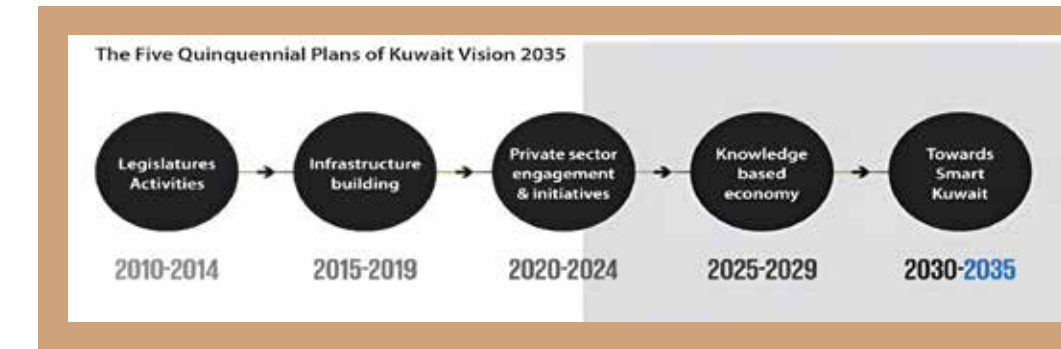 The Five Quinquennial Plans of Kuwait Vision 2035
Legislatures
Activities
Infrastructure
building
Private sector
engagement
& initiatives
Knowledge
based
economy
Towards
Smart
Kuwait
2010-2014
2015-2019
2020-2024
2025-2029
2030-2035